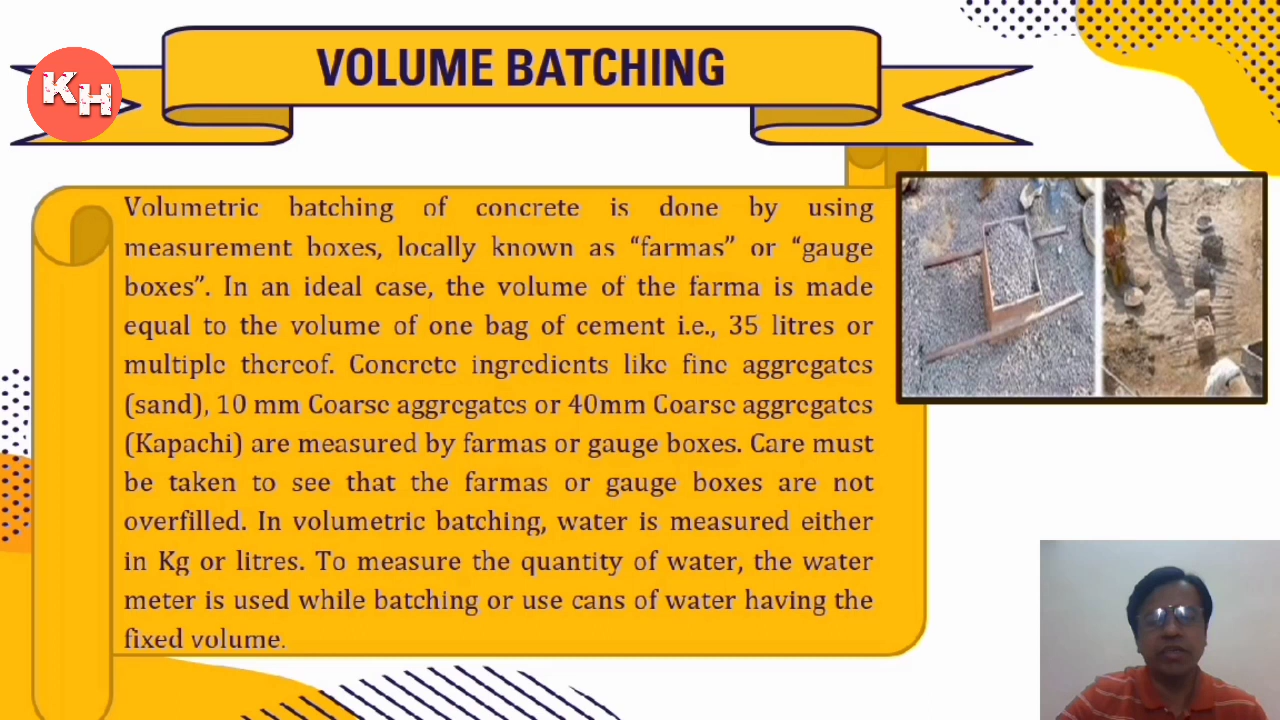 KH
VOLUME BATCHING
Volumetric batching of concrete is done by using
measurement boxes, locally known as “farmas” or “gauge
boxes”. In an ideal case, the volume of the farma is made
equal to the volume of one bag of cement i.e., 35 litres or
multiple thereof. Concrete ingredients like fine aggregates
(sand), 10 mm Coarse aggregates or 40mm Coarse aggregates
(Kapachi) are measured by farmas or gauge boxes. Care must
be taken to see that the farmas or gauge boxes are not
overfilled. In volumetric batching, water is measured either
in Kg or litres. To measure the quantity of water, the water
meter is used while batching or use cans of water having the
fixed volume.